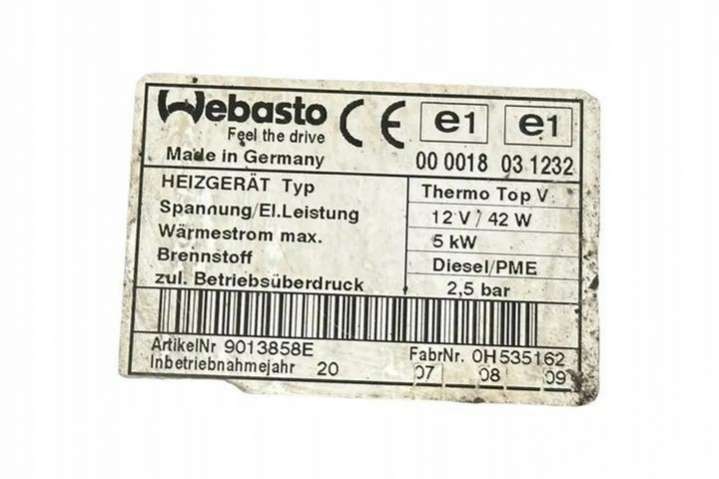 Webasto
Feel the drive
CE e1 e1
Made in Germany 00 0018 03 1232
HEIZGERÄT Typ Thermo Top V
Spannung/El.Leistung 12 V / 42 W
Wärmestrom max. 5 kW
Brennstoff Diesel/PME
zul. Betriebsüberdruck 2,5 bar
ArtikelNr 9013858E FabrNr. 0H535162
Inbetriebnahmejahr 20 07 08 09